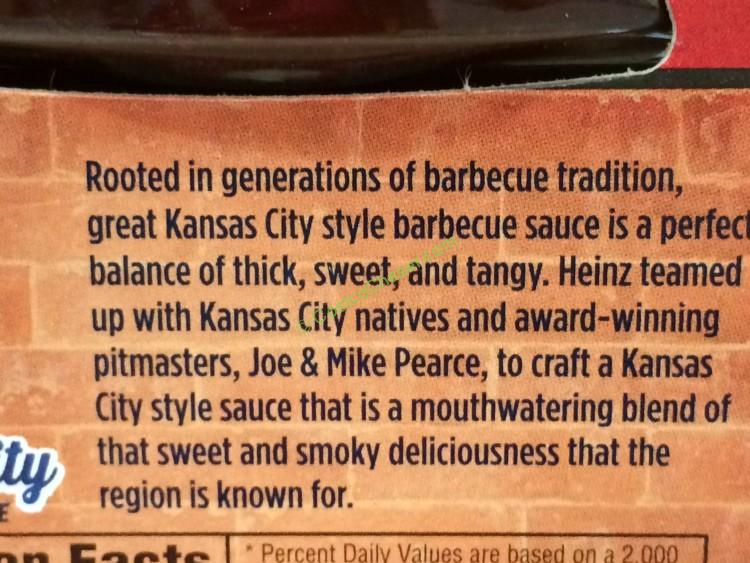 Rooted in generations of barbecue tradition,
great Kansas City style barbecue sauce is a perfect
balance of thick, sweet, and tangy. Heinz teamed
up with Kansas City natives and award-winning
pitmasters, Joe & Mike Pearce, to craft a Kansas
City style sauce that is a mouthwatering blend of
that sweet and smoky deliciousness that the
region is known for.
ity
E
on Facts
* Percent Daily Values are based on a 2,000